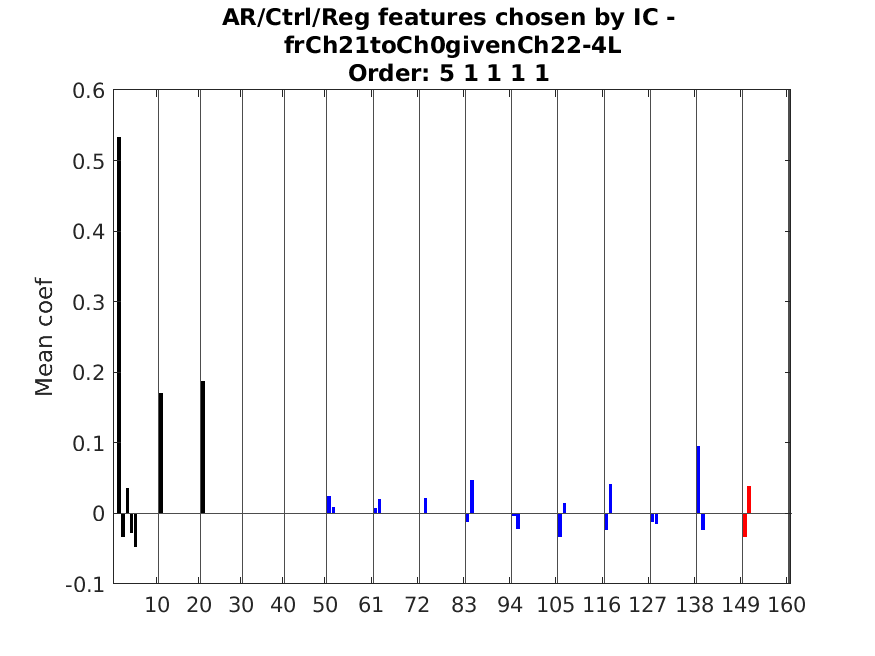 AR/Ctrl/Reg features chosen by IC -
frCh21toCh0givenCh22-4L
Order: 5 1 1 1 1
0.6
0.5
0.4
0.3
0.2
0.1
0
-0.1
Mean coef
10 20 30 40 50 61 72 83 94 105 116 127 138 149 160